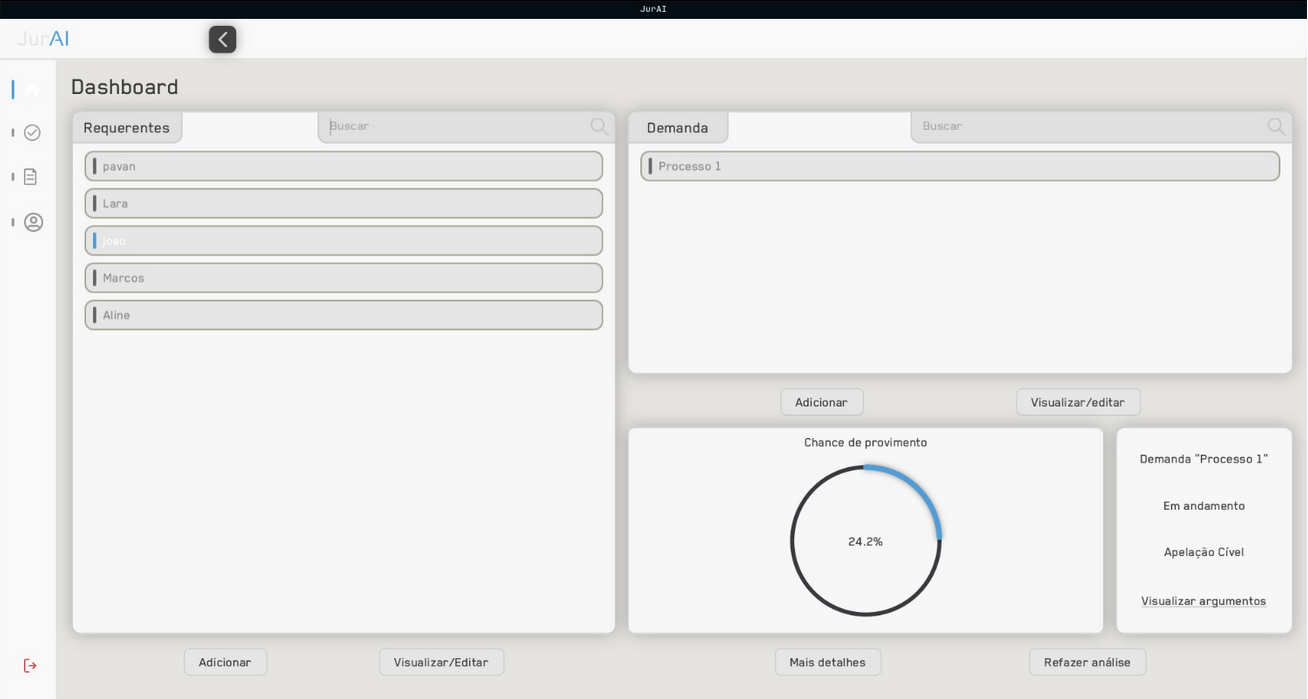 JurAI
JurAI
Dashboard
Requerentes
Buscar
pavan
Lara
joao
Marcos
Aline
Adicionar
Visualizar/Editar
Demanda
Buscar
Processo 1
Adicionar
Visualizar/editar
Chance de provimento
24.2%
Demanda "Processo 1"
Em andamento
Apelação Cível
Visualizar argumentos
Mais detalhes
Refazer análise